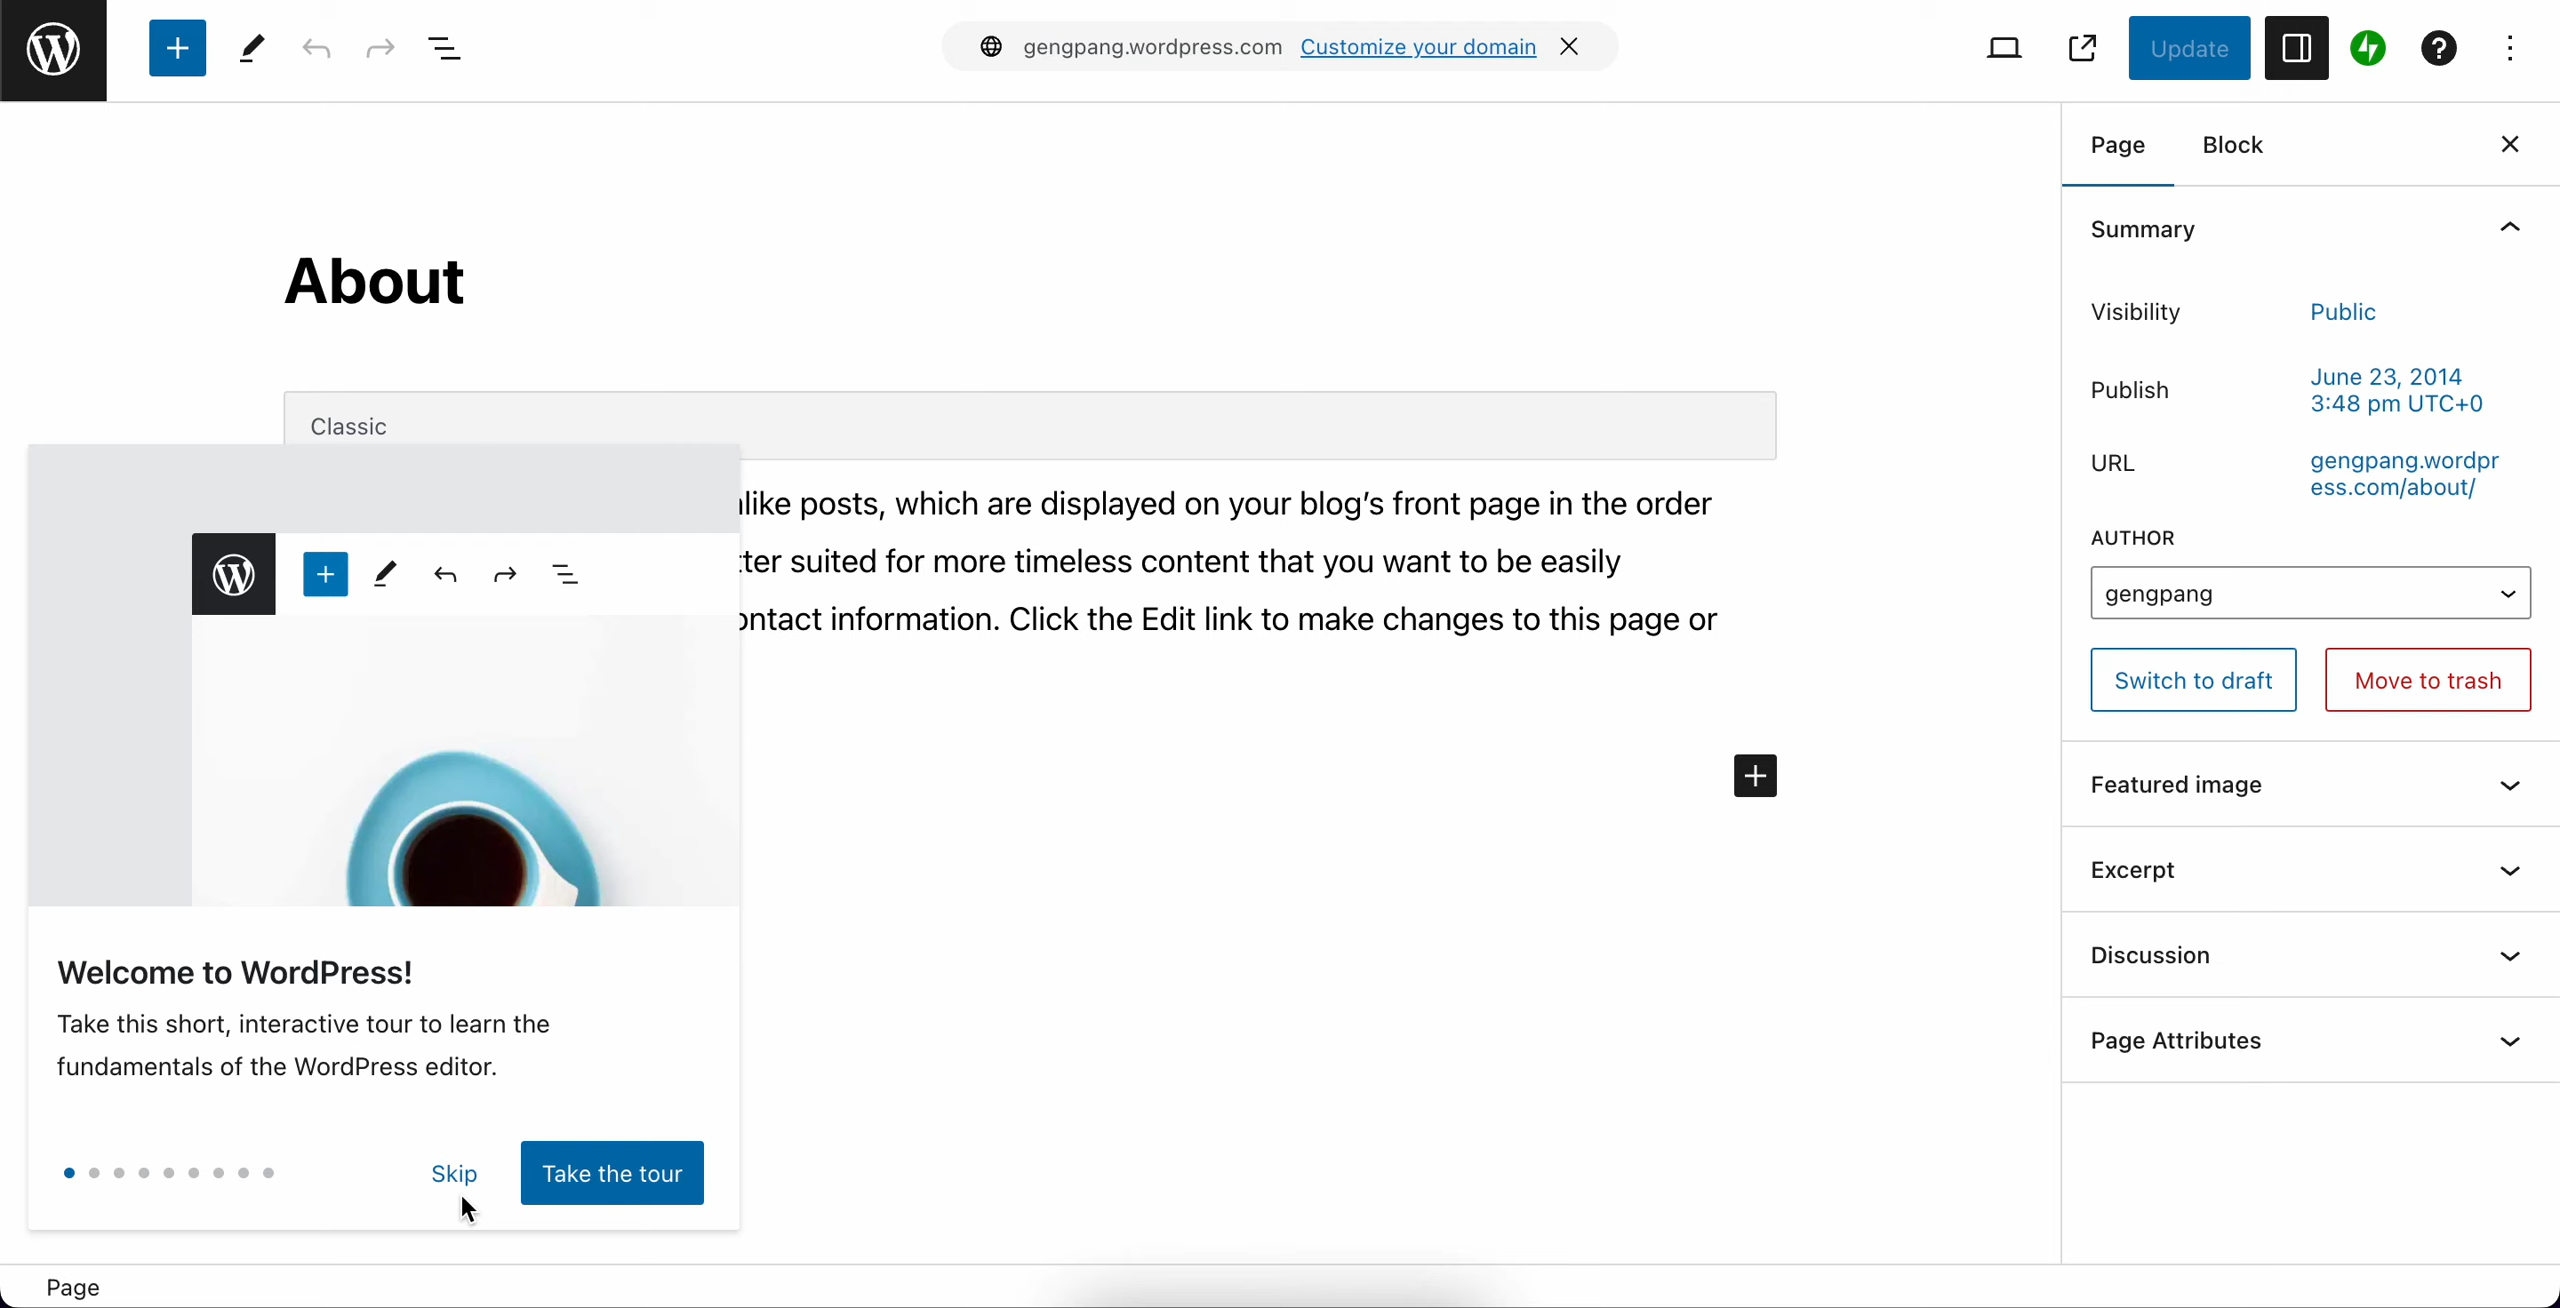 gengpang.wordpress.com Customize your domain
Update
Page Block
Summary
Visibility Public
Publish June 23, 2014
3:48 pm UTC+0
URL gengpang.wordpr
ess.com/about/
AUTHOR
gengpang
Switch to draft Move to trash
Featured image
Excerpt
Discussion
Page Attributes
About
Classic
like posts, which are displayed on your blog’s front page in the order
tter suited for more timeless content that you want to be easily
ontact information. Click the Edit link to make changes to this page or
Welcome to WordPress!
Take this short, interactive tour to learn the
fundamentals of the WordPress editor.
Skip Take the tour
Page